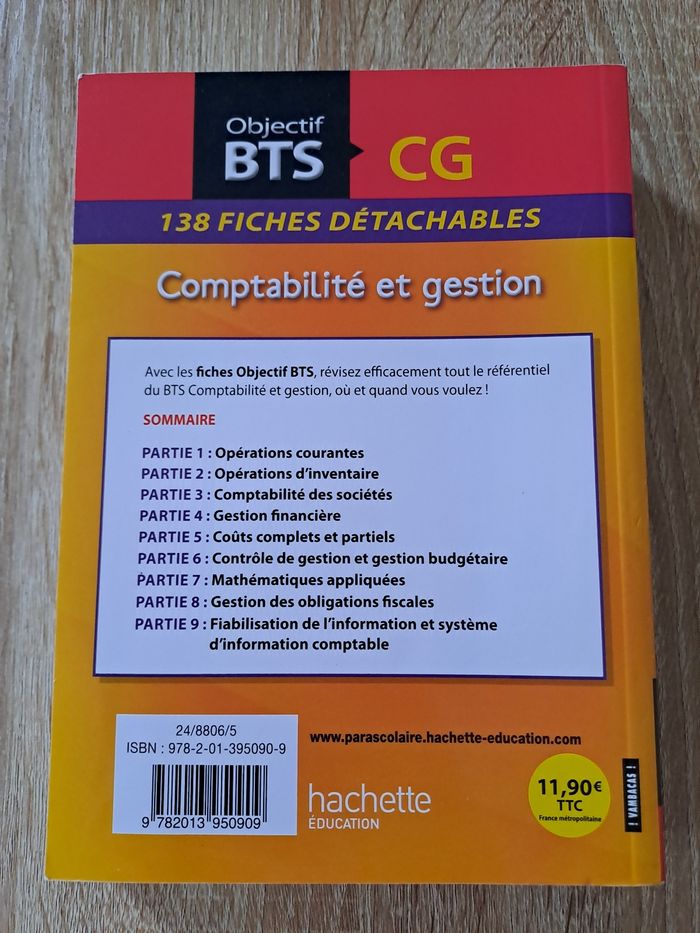 Objectif
BTS
CG
138 FICHES DÉTACHABLES
Comptabilité et gestion
Avec les fiches Objectif BTS, révisez efficacement tout le référentiel
du BTS Comptabilité et gestion, où et quand vous voulez !
SOMMAIRE
PARTIE 1 : Opérations courantes
PARTIE 2 : Opérations d'inventaire
PARTIE 3 : Comptabilité des sociétés
PARTIE 4 : Gestion financière
PARTIE 5 : Coûts complets et partiels
PARTIE 6 : Contrôle de gestion et gestion budgétaire
PARTIE 7 : Mathématiques appliquées
PARTIE 8 : Gestion des obligations fiscales
PARTIE 9 : Fiabilisation de l'information et système
d'information comptable
24/8806/5
ISBN : 978-2-01-395090-9
9 782013 950909
www.parascolaire.hachette-education.com
hachette
ÉDUCATION
11,90€
TTC
France métropolitaine
! VAMBACAS !